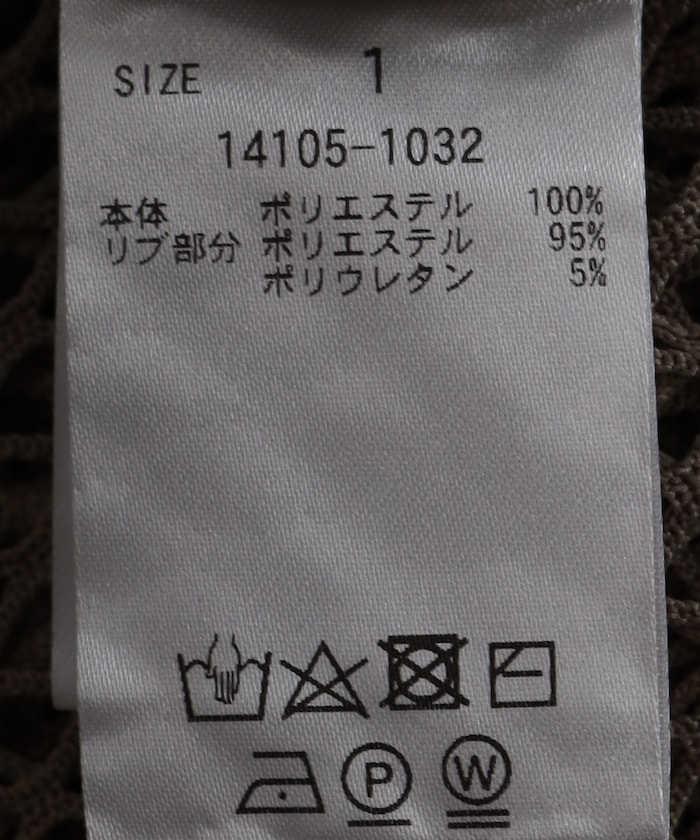 SIZE 1
14105-1032
本体 ポリエステル 100%
リブ部分 ポリエステル 95%
ポリウレタン 5%
P W